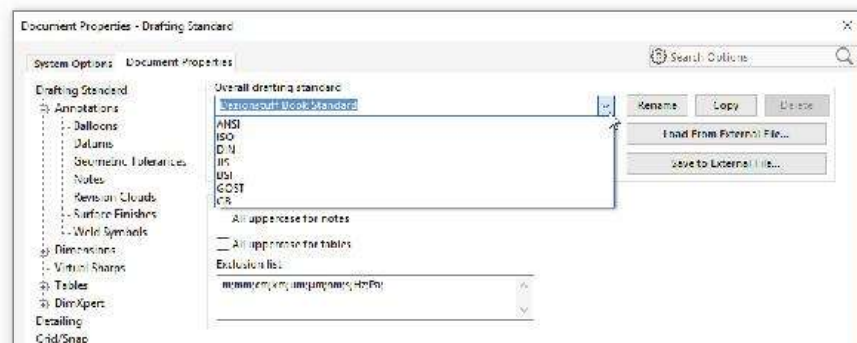 Document Properties - Drafting Standard
System Options Document Properties
Search Options
Drafting Standard
Annotations
Balloons
Datums
Geometric Tolerances
Notes
Revision Clouds
Surface Finishes
Weld Symbols
Dimensions
Virtual Sharps
Tables
DimXpert
Detailing
Grid/Snap
Overall drafting standard
Dezignstuff Book Standard
ANSI
ISO
DIN
JIS
BSI
GOST
GB
Rename Copy Delete
Load From External File...
Save to External File...
All uppercase for notes
All uppercase for tables
Exclusion list